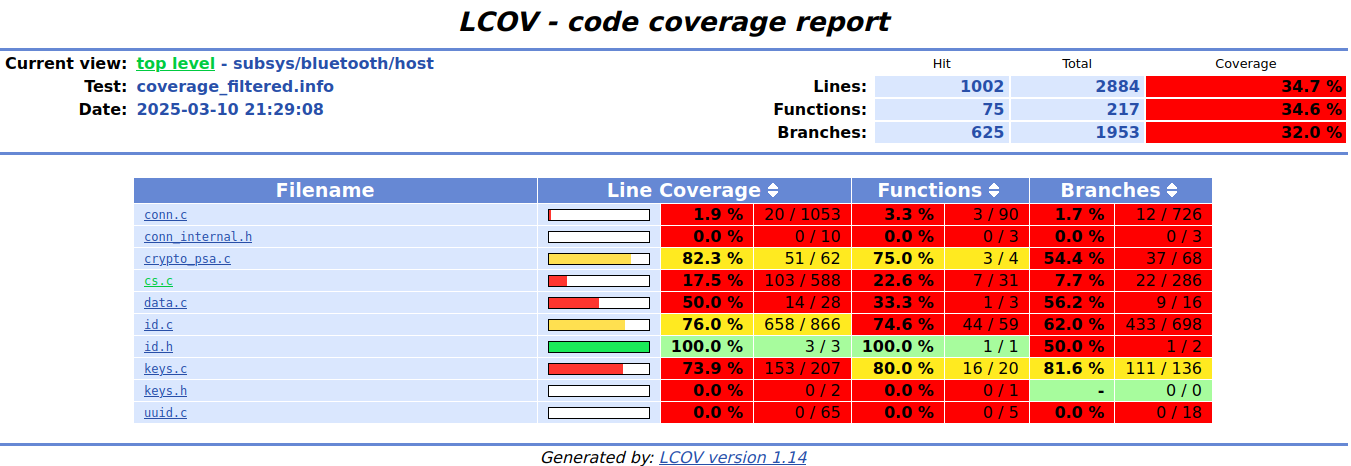 LCOV - code coverage report
Current view: top level - subsys/bluetooth/host Hit Total Coverage
Test: coverage_filtered.info Lines: 1002 2884 34.7 %
Date: 2025-03-10 21:29:08 Functions: 75 217 34.6 %
Branches: 625 1953 32.0 %
Filename Line Coverage Functions Branches
conn.c 1.9 % 20 / 1053 3.3 % 3 / 90 1.7 % 12 / 726
conn_internal.h 0.0 % 0 / 10 0.0 % 0 / 3 0.0 % 0 / 3
crypto_psa.c 82.3 % 51 / 62 75.0 % 3 / 4 54.4 % 37 / 68
cs.c 17.5 % 103 / 588 22.6 % 7 / 31 7.7 % 22 / 286
data.c 50.0 % 14 / 28 33.3 % 1 / 3 56.2 % 9 / 16
id.c 76.0 % 658 / 866 74.6 % 44 / 59 62.0 % 433 / 698
id.h 100.0 % 3 / 3 100.0 % 1 / 1 50.0 % 1 / 2
keys.c 73.9 % 153 / 207 80.0 % 16 / 20 81.6 % 111 / 136
keys.h 0.0 % 0 / 2 0.0 % 0 / 1 - 0 / 0
uuid.c 0.0 % 0 / 65 0.0 % 0 / 5 0.0 % 0 / 18
Generated by: LCOV version 1.14